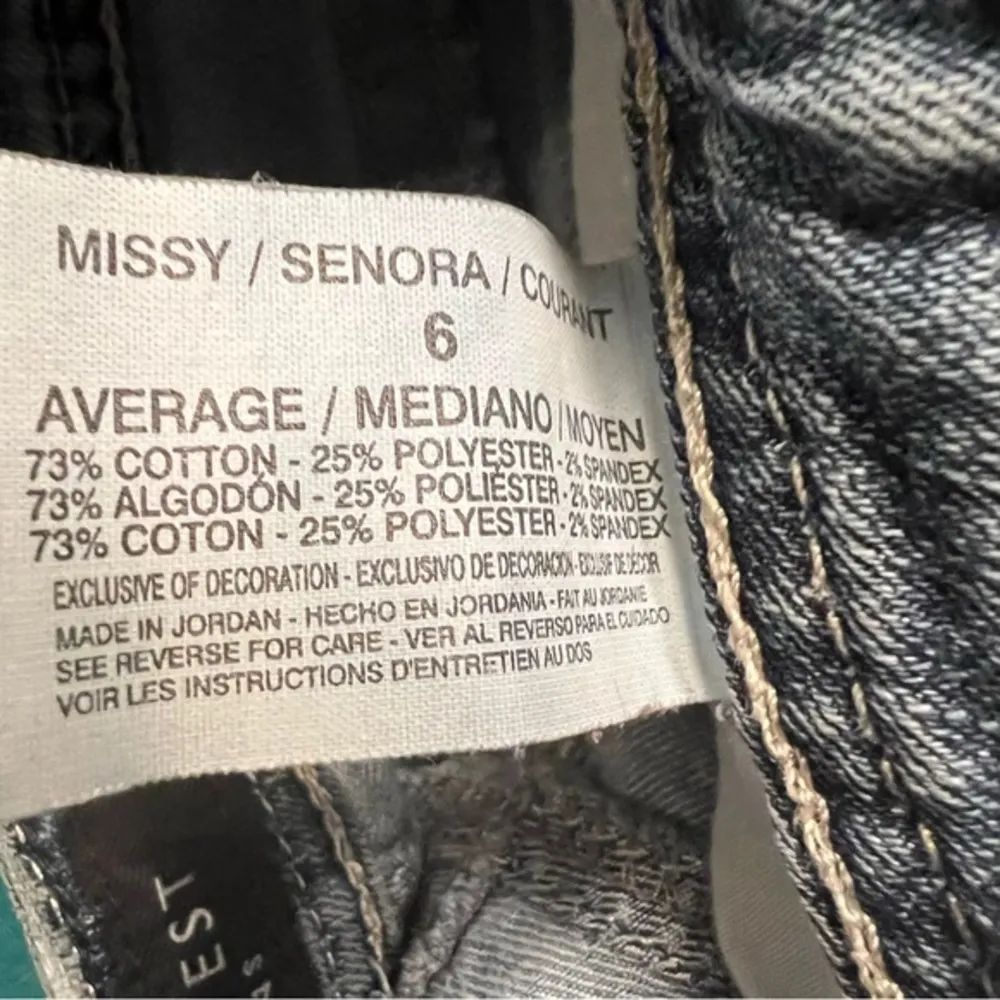 MISSY / SENORA / COURANT
6
AVERAGE / MEDIANO / MOYEN
73% COTTON - 25% POLYESTER - 2% SPANDEX
73% ALGODÓN - 25% POLIÉSTER - 2% SPANDEX
73% COTON - 25% POLYESTER - 2% SPANDEX
EXCLUSIVE OF DECORATION - EXCLUSIVO DE DECORACIÓN - EXCLUSIF DE DÉCOR
MADE IN JORDAN - HECHO EN JORDANIA - FAIT AU JORDANIE
SEE REVERSE FOR CARE - VER AL REVERSO PARA EL CUIDADO
VOIR LES INSTRUCTIONS D'ENTRETIEN AU DOS
EST